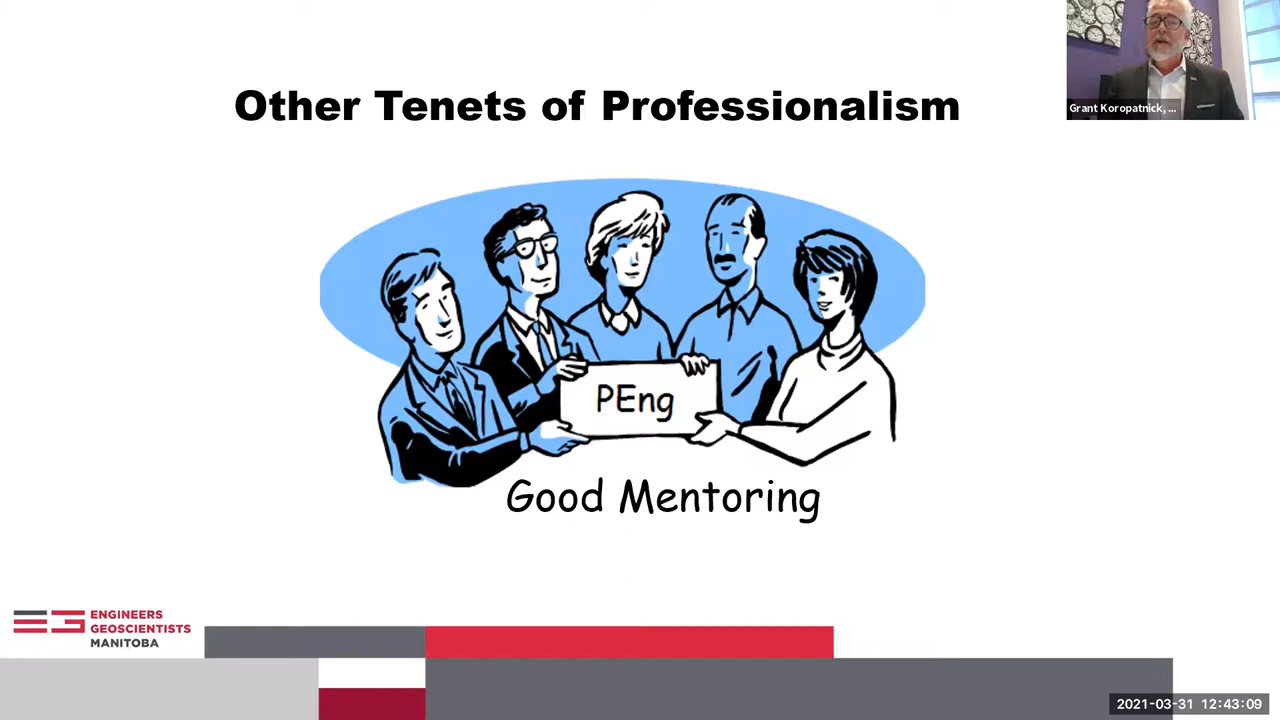 Other Tenets of Professionalism
Grant Koropatnick, ...
PEng
Good Mentoring
ENGINEERS
GEOSCIENTISTS
MANITOBA
2021-03-31 12:43:09